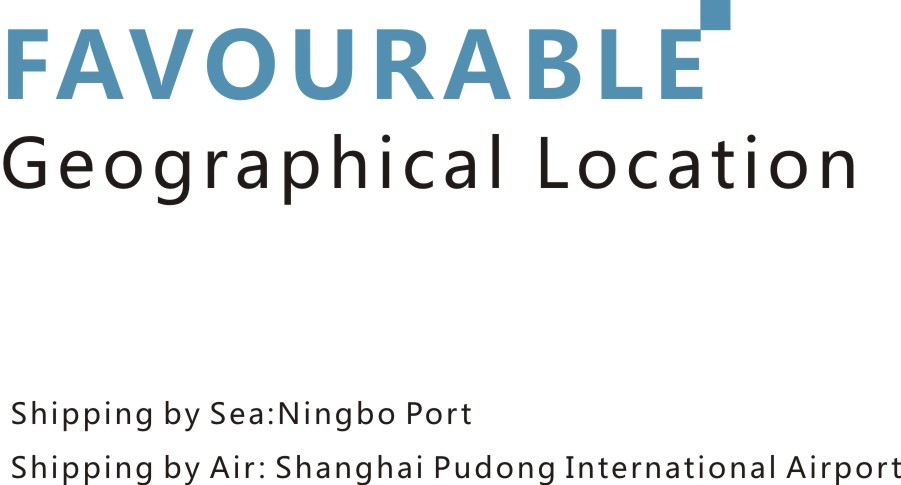 FAVOURABLE
Geographical Location
Shipping by Sea:Ningbo Port
Shipping by Air: Shanghai Pudong International Airport